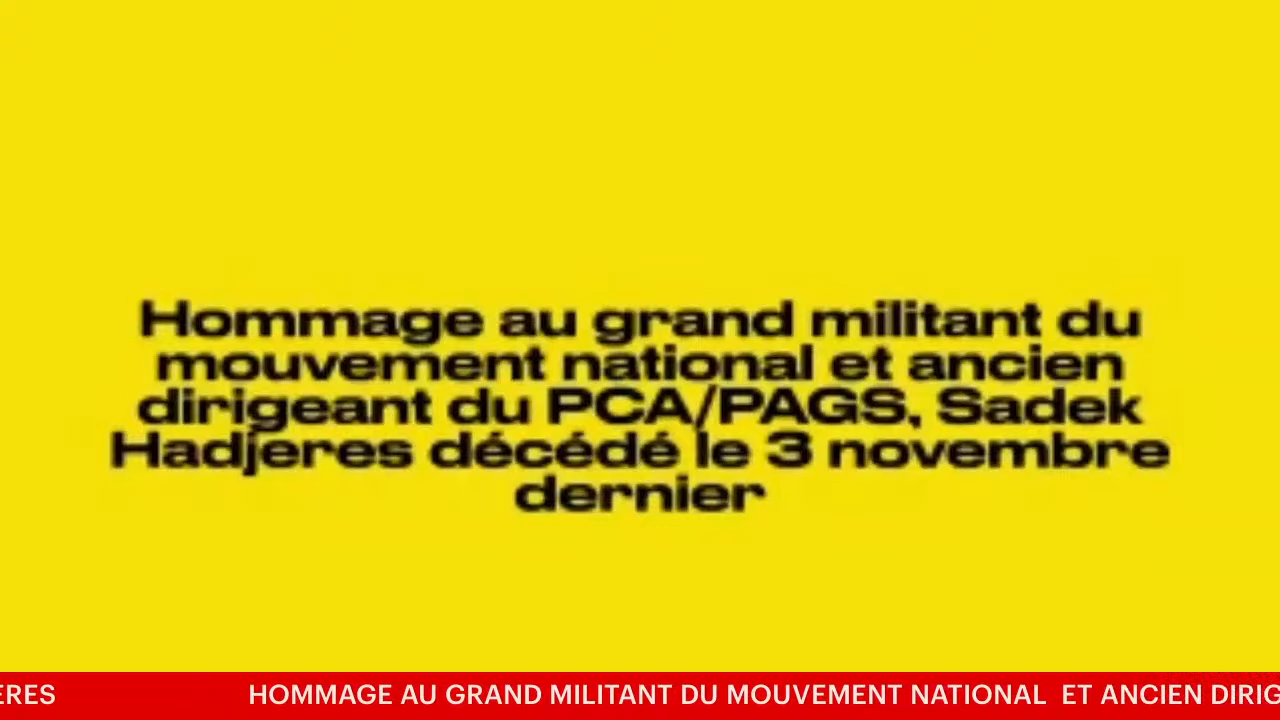 Hommage au grand militant du
mouvement national et ancien
dirigeant du PCA/PAGS, Sadek
Hadjeres décédé le 3 novembre
dernier
ERES HOMMAGE AU GRAND MILITANT DU MOUVEMENT NATIONAL ET ANCIEN DIRIG